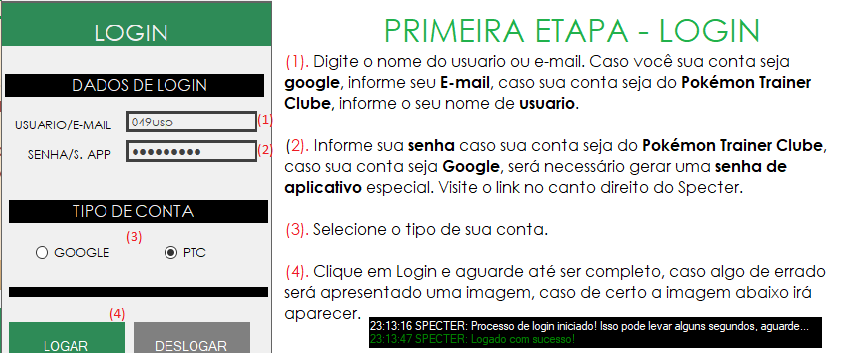 LOGIN
DADOS DE LOGIN
USUARIO/E-MAIL 049uso (1)
SENHA/S. APP ●●●●●●●●● (2)
TIPO DE CONTA
(3)
GOOGLE PTC
(4)
LOGAR DESLOGAR
PRIMEIRA ETAPA - LOGIN
(1). Digite o nome do usuario ou e-mail. Caso você sua conta seja
google, informe seu E-mail, caso sua conta seja do Pokémon Trainer
Clube, informe o seu nome de usuario.
(2). Informe sua senha caso sua conta seja do Pokémon Trainer Clube,
caso sua conta seja Google, será necessário gerar uma senha de
aplicativo especial. Visite o link no canto direito do Specter.
(3). Selecione o tipo de sua conta.
(4). Clique em Login e aguarde até ser completo, caso algo de errado
será apresentado uma imagem, caso de certo a imagem abaixo irá
aparecer.
23:13:16 SPECTER: Processo de login iniciado! Isso pode levar alguns segundos, aguarde...
23:13:47 SPECTER: Logado com sucesso!